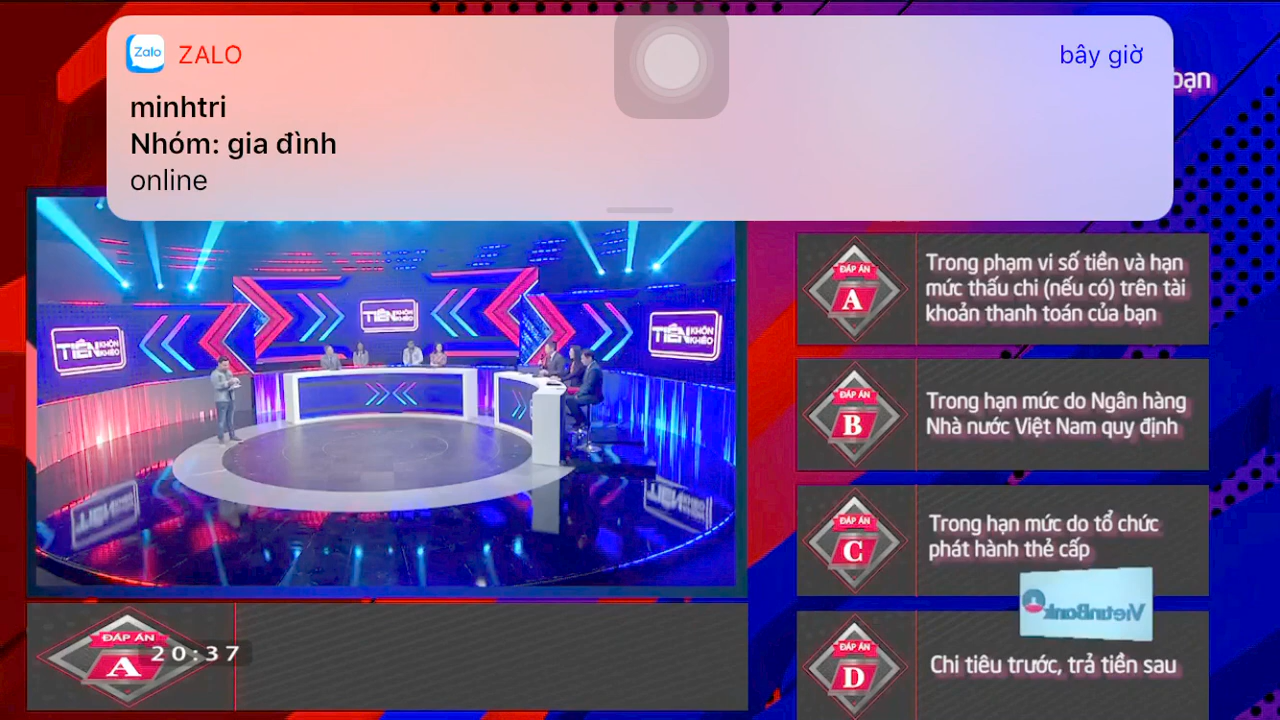 Zalo
ZALO
bây giờ
minhtri
Nhóm: gia đình
online
bạn
TIỀN KHÔN KHÉO
TIỀN KHÔN KHÉO
TIỀN KHÔN KHÉO
ĐÁP ÁN
A
Trong phạm vi số tiền và hạn
mức thấu chi (nếu có) trên tài
khoản thanh toán của bạn
ĐÁP ÁN
B
Trong hạn mức do Ngân hàng
Nhà nước Việt Nam quy định
ĐÁP ÁN
C
Trong hạn mức do tổ chức
phát hành thẻ cấp
VietinBank
ĐÁP ÁN
D
Chi tiêu trước, trả tiền sau
ĐÁP ÁN
A
20:37